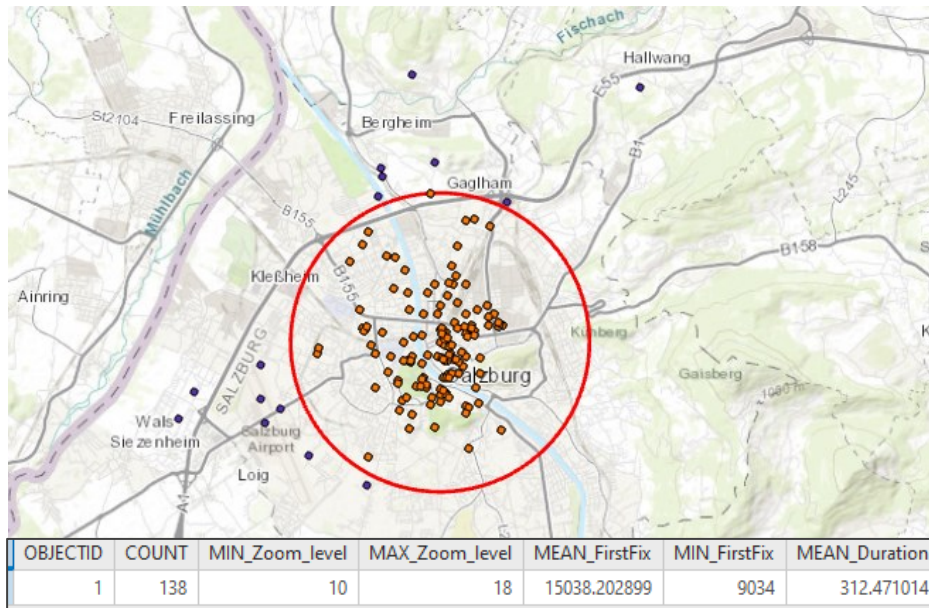 Fischach
Hallwang
E55
St2104
Freilassing
Bergheim
B1
Gaglham
L245
Mühlbach
B155
B158
Kleßheim
B155
Ainring
Kühberg
SALZBURG
Salzburg
Gaisberg
1000 m
Wals
Siezenheim
Salzburg
Airport
Loig
A1
OBJECTID COUNT MIN_Zoom_level MAX_Zoom_level MEAN_FirstFix MIN_FirstFix MEAN_Duration
1 138 10 18 15038.202899 9034 312.471014